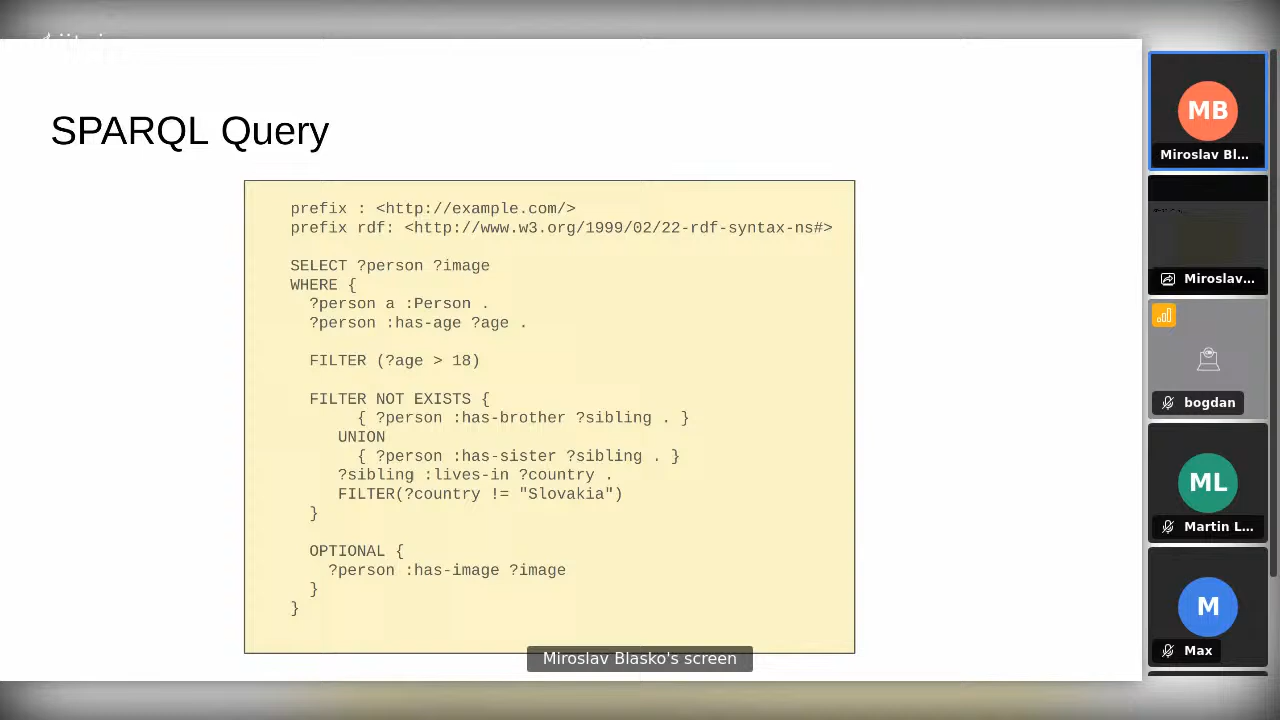 SPARQL Query
prefix : <http://example.com/>
prefix rdf: <http://www.w3.org/1999/02/22-rdf-syntax-ns#>
SELECT ?person ?image
WHERE {
?person a :Person .
?person :has-age ?age .
FILTER (?age > 18)
FILTER NOT EXISTS {
{ ?person :has-brother ?sibling . }
UNION
{ ?person :has-sister ?sibling . }
?sibling :lives-in ?country .
FILTER(?country != "Slovakia")
}
OPTIONAL {
?person :has-image ?image
}
}
Miroslav Blasko's screen
MB
Miroslav Bl...
Miroslav...
bogdan
ML
Martin L...
M
Max